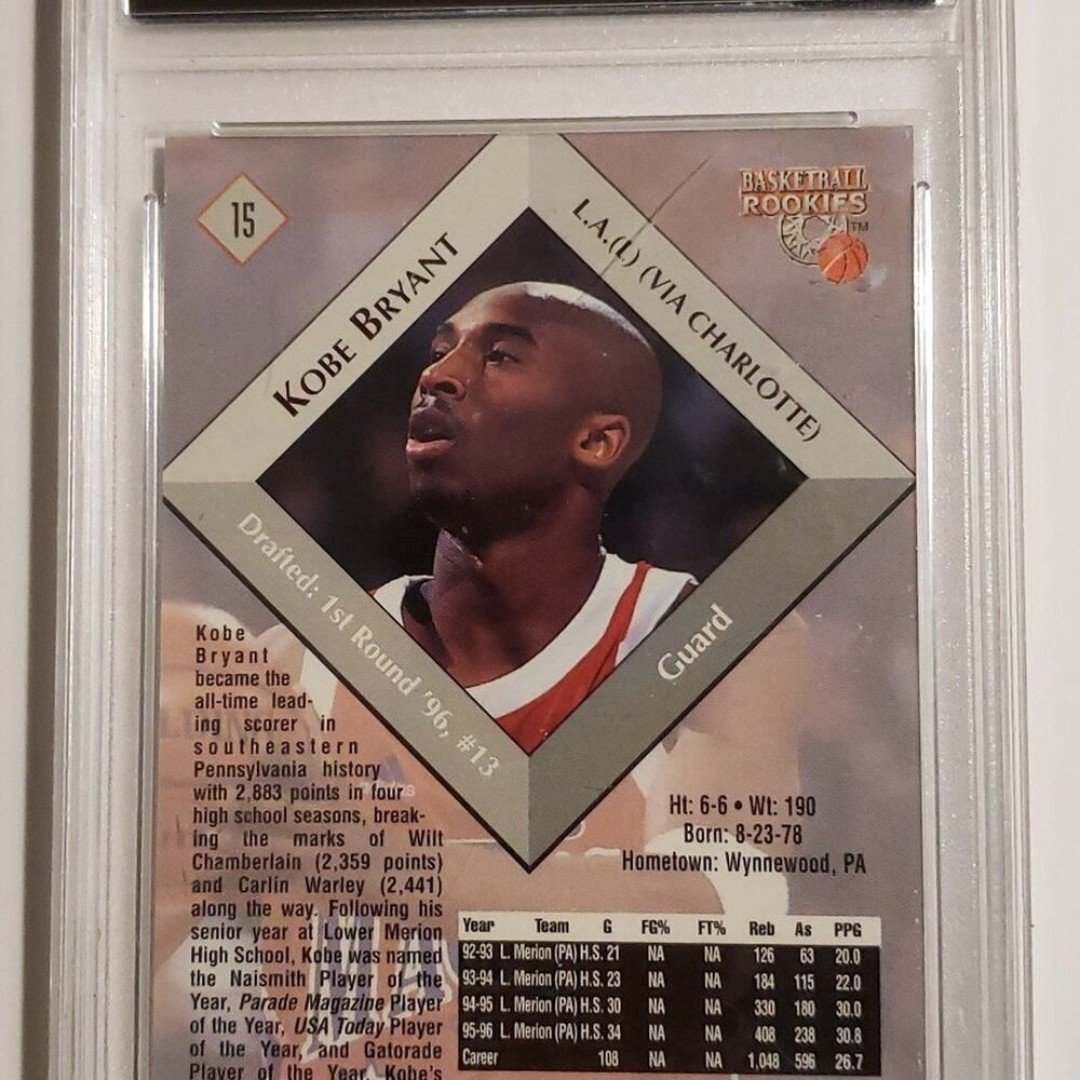 15
BASKETBALL
ROOKIES™
KOBE BRYANT
L.A.(L) (VIA CHARLOTTE)
Drafted: 1st Round '96, #13
Guard
Kobe
Bryant
became the
all-time lead-
ing scorer in
southeastern
Pennsylvania history
with 2,883 points in four
high school seasons, break-
ing the marks of Wilt
Chamberlain (2,359 points)
and Carlin Warley (2,441)
along the way. Following his
senior year at Lower Merion
High School, Kobe was named
the Naismith Player of the
Year, Parade Magazine Player
of the Year, USA Today Player
of the Year, and Gatorade
Player of the Year. Kobe's
Ht: 6-6 • Wt: 190
Born: 8-23-78
Hometown: Wynnewood, PA
Year Team G FG% FT% Reb As PPG
92-93 L. Merion (PA) H.S. 21 NA NA 126 63 20.0
93-94 L. Merion (PA) H.S. 23 NA NA 184 115 22.0
94-95 L. Merion (PA) H.S. 30 NA NA 330 180 30.0
95-96 L. Merion (PA) H.S. 34 NA NA 408 238 30.8
Career 108 NA NA 1,048 596 26.7